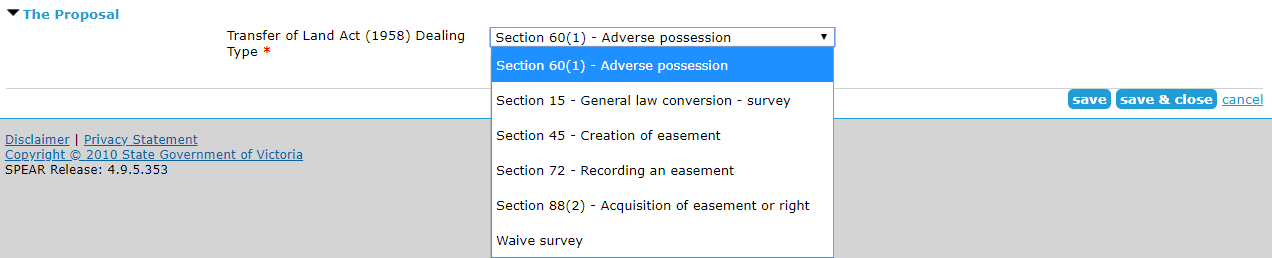 The Proposal
Transfer of Land Act (1958) Dealing
Type *
Section 60(1) - Adverse possession
Section 60(1) - Adverse possession
Section 15 - General law conversion - survey
Section 45 - Creation of easement
Section 72 - Recording an easement
Section 88(2) - Acquisition of easement or right
Waive survey
save save & close cancel
Disclaimer | Privacy Statement
Copyright © 2010 State Government of Victoria
SPEAR Release: 4.9.5.353